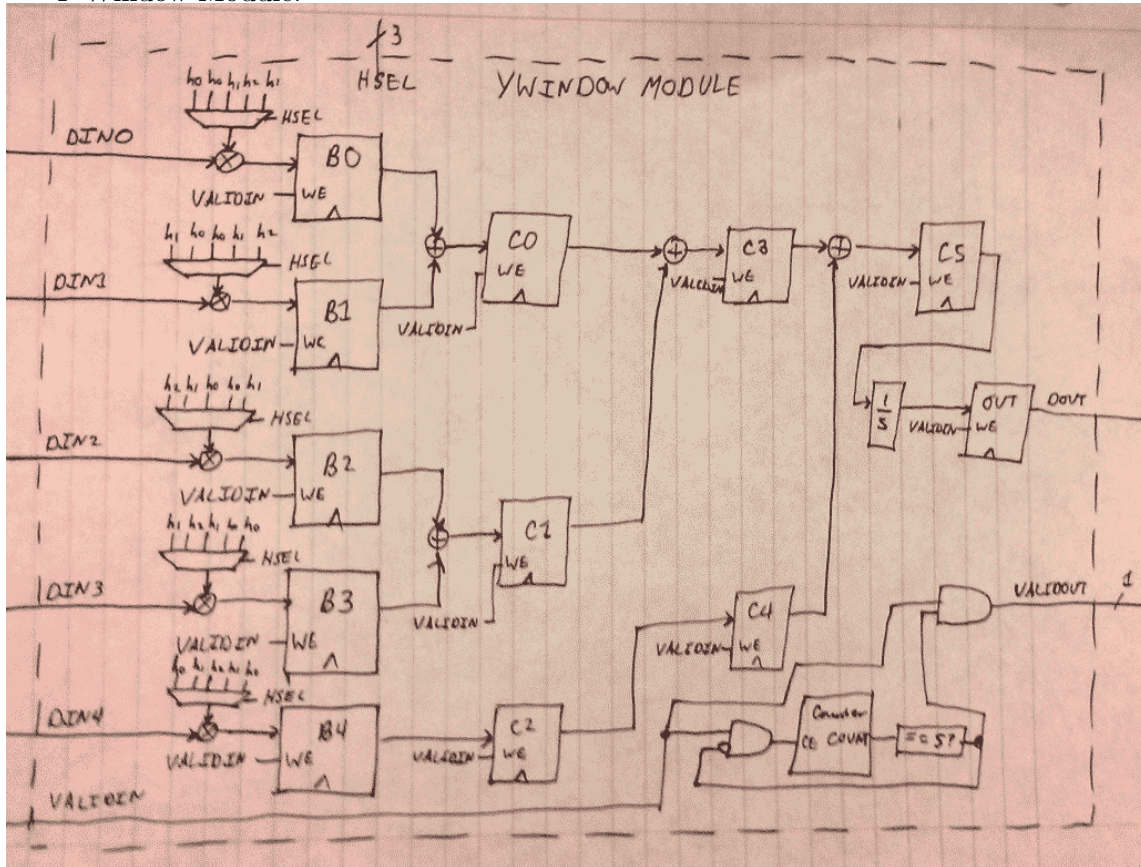 Y Window Module.
3
HSEL
YWINDOW MODULE
h0 h0 h1 h2 h1
HSEL
DIN0
B0
VALIDIN
WE
h1 h0 h0 h1 h2
HSEL
C0
WE
C3
WE
VALIDIN
C5
WE
VALIDIN
DIN1
B1
VALIDIN
WE
VALIDIN
h2 h1 h0 h0 h1
HSEL
1
5
OUT
WE
VALIDIN
DOUT
DIN2
B2
VALIDIN
WE
C1
WE
h1 h2 h1 h0 h0
HSEL
DIN3
B3
VALIDIN
WE
VALIDIN
C4
WE
VALIDIN
VALIDOUT
1
h0 h1 h2 h1 h0
HSEL
DIN4
B4
VALIDIN
WE
C2
WE
VALIDIN
Counter
CE COUNT
== 5?
VALIDIN